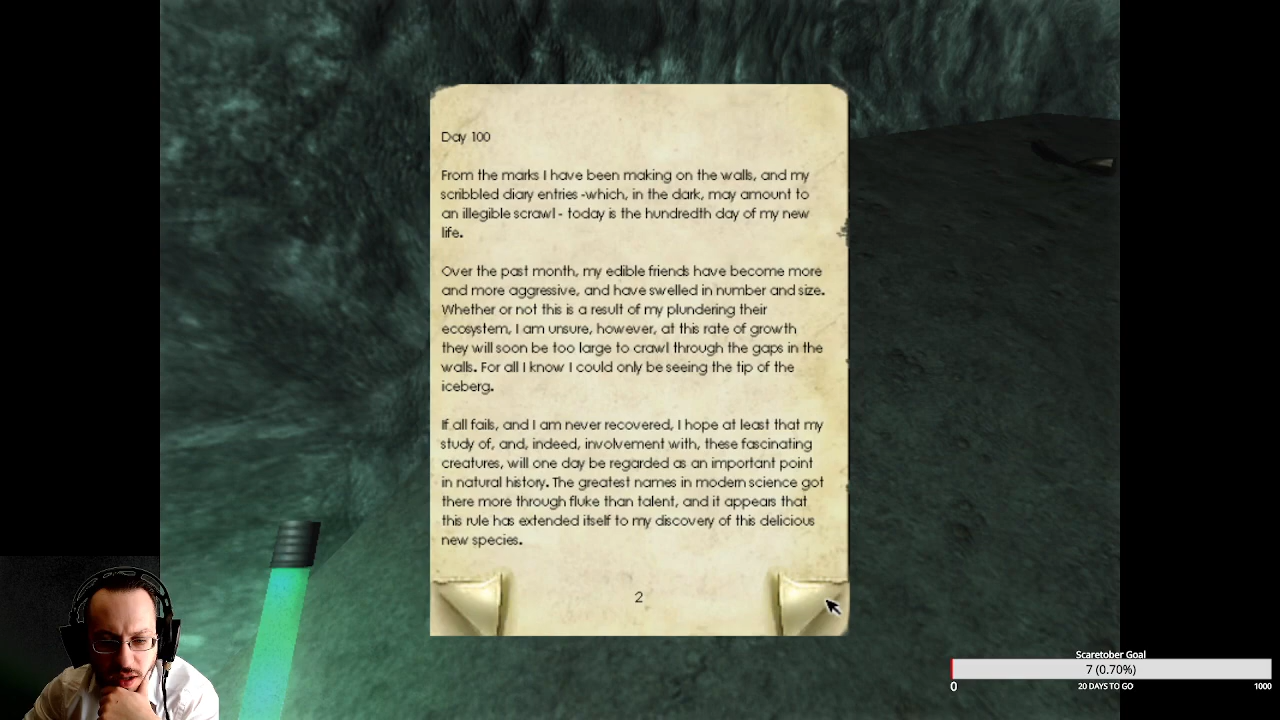 Day 100
From the marks I have been making on the walls, and my
scribbled diary entries -which, in the dark, may amount to
an illegible scrawl - today is the hundredth day of my new
life.
Over the past month, my edible friends have become more
and more aggressive, and have swelled in number and size.
Whether or not this is a result of my plundering their
ecosystem, I am unsure, however, at this rate of growth
they will soon be too large to crawl through the gaps in the
walls. For all I know I could only be seeing the tip of the
iceberg.
If all fails, and I am never recovered, I hope at least that my
study of, and, indeed, involvement with, these fascinating
creatures, will one day be regarded as an important point
in natural history. The greatest names in modern science got
there more through fluke than talent, and it appears that
this rule has extended itself to my discovery of this delicious
new species.
2
Scaretober Goal
7 (0.70%)
0 20 DAYS TO GO 1000